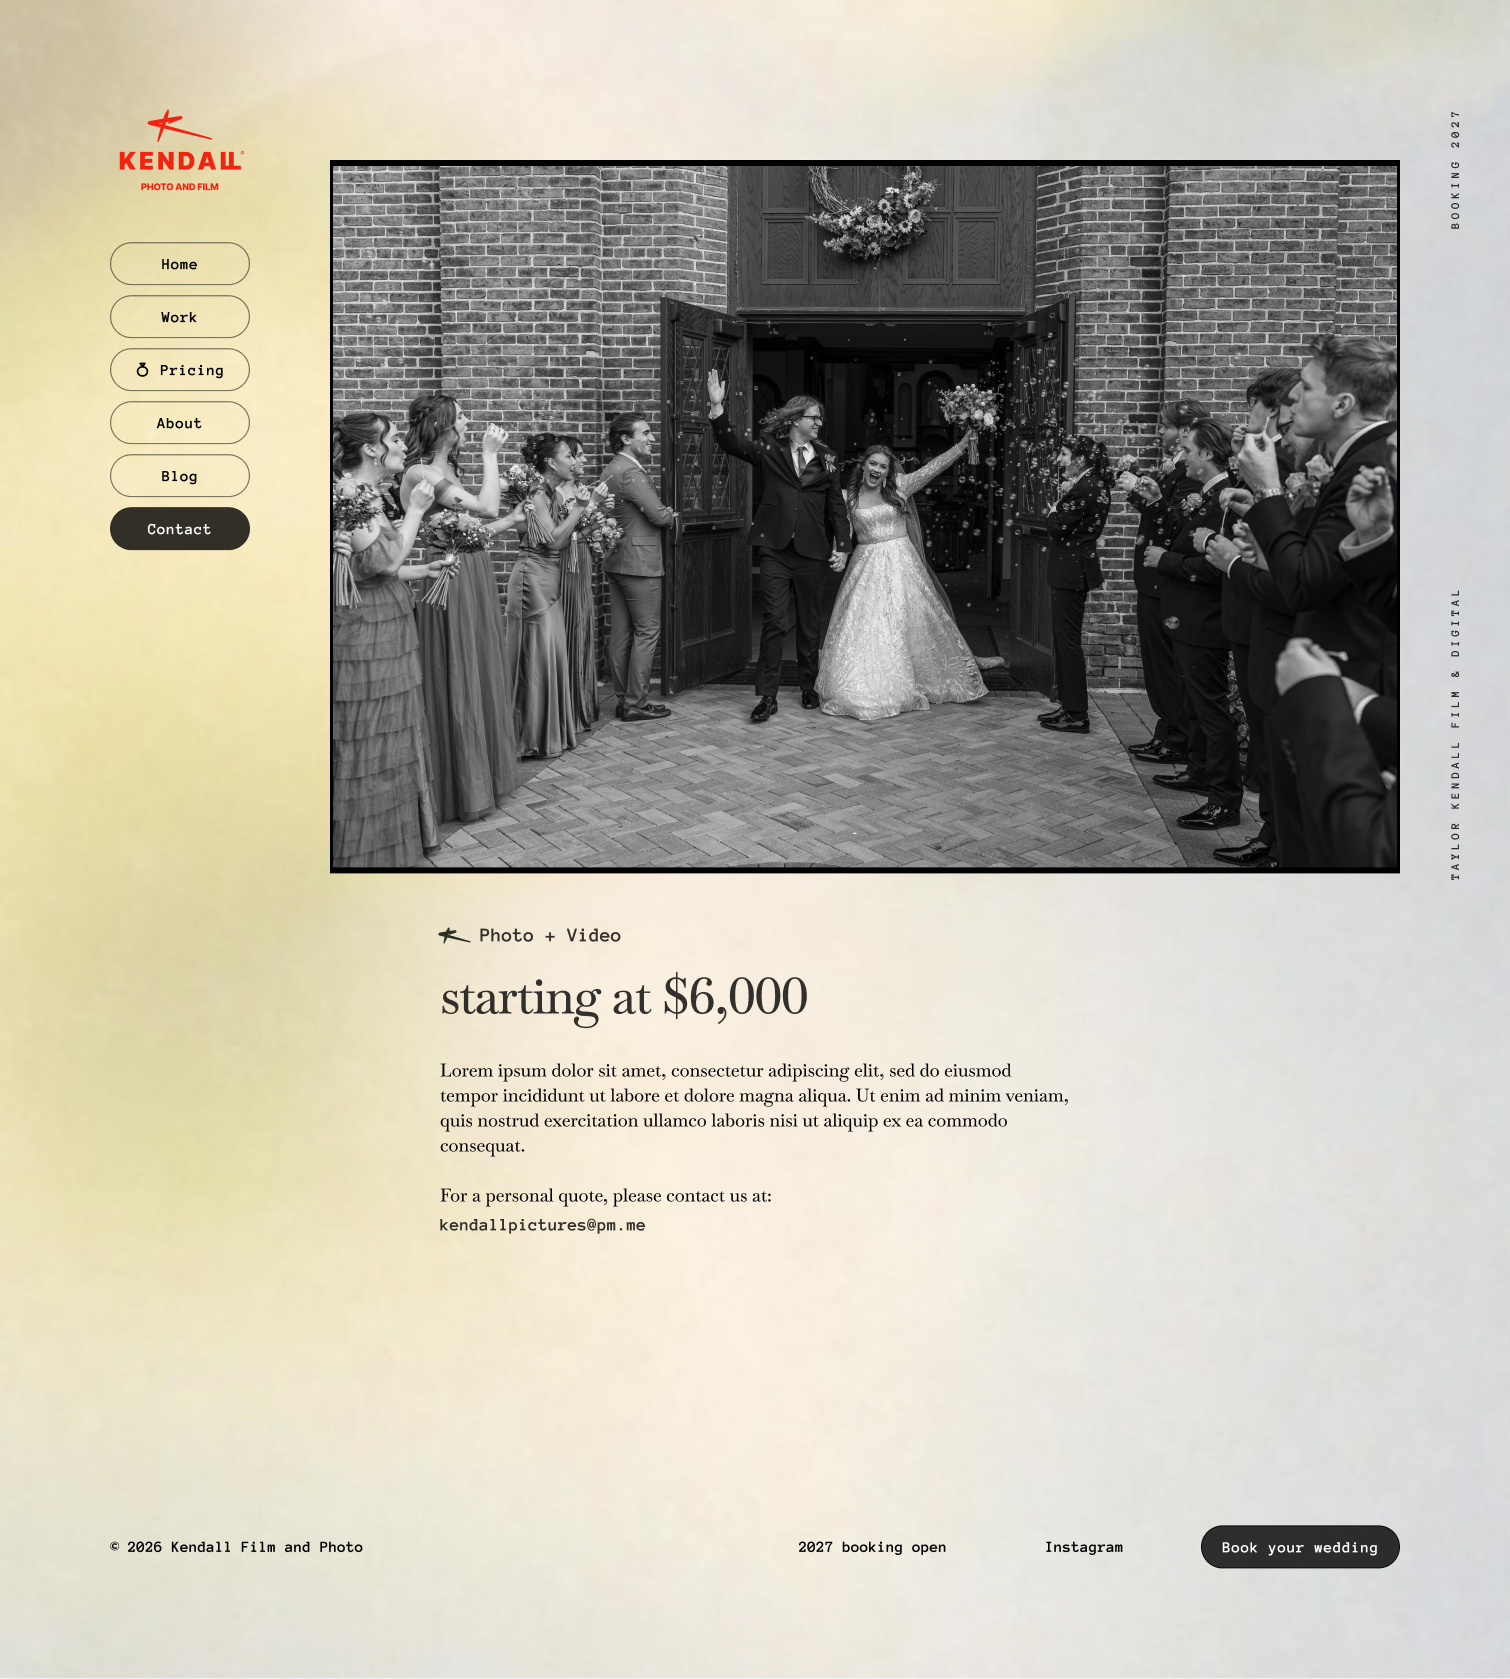 KENDALL
PHOTO AND FILM
Home
Work
Pricing
About
Blog
Contact
BOOKING 2027
TAYLOR KENDALL FILM & DIGITAL
Photo + Video
starting at $6,000
Lorem ipsum dolor sit amet, consectetur adipiscing elit, sed do eiusmod
tempor incididunt ut labore et dolore magna aliqua. Ut enim ad minim veniam,
quis nostrud exercitation ullamco laboris nisi ut aliquip ex ea commodo
consequat.
For a personal quote, please contact us at:
kendallpictures@pm.me
© 2026 Kendall Film and Photo
2027 booking open
Instagram
Book your wedding